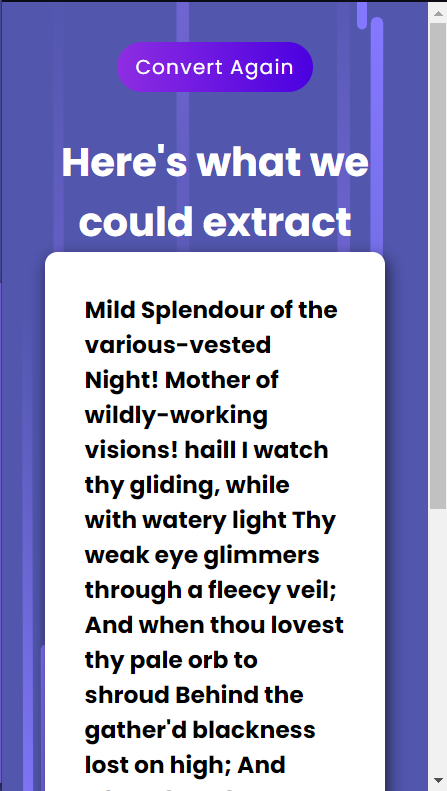 Convert Again
Here's what we
could extract
Mild Splendour of the
various-vested
Night! Mother of
wildly-working
visions! haill I watch
thy gliding, while
with watery light Thy
weak eye glimmers
through a fleecy veil;
And when thou lovest
thy pale orb to
shroud Behind the
gather'd blackness
lost on high; And